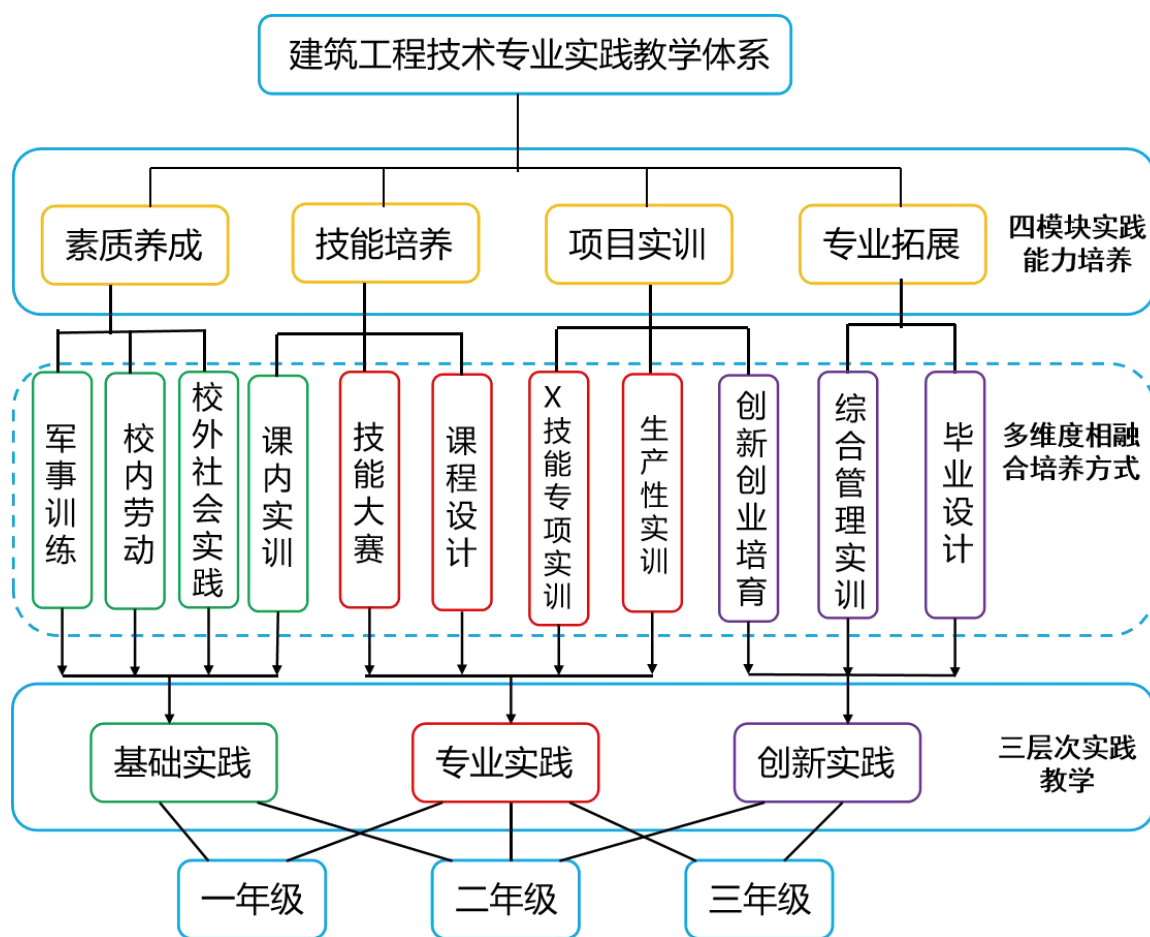 建筑工程技术专业实践教学体系
素质养成
技能培养
项目实训
专业拓展
四模块实践
能力培养
军事训练
校内劳动
校外社会实践
课内实训
技能大赛
课程设计
X技能专项实训
生产性实训
创新创业培育
综合管理实训
毕业设计
多维度相融
合培养方式
基础实践
专业实践
创新实践
三层次实践
教学
一年级
二年级
三年级